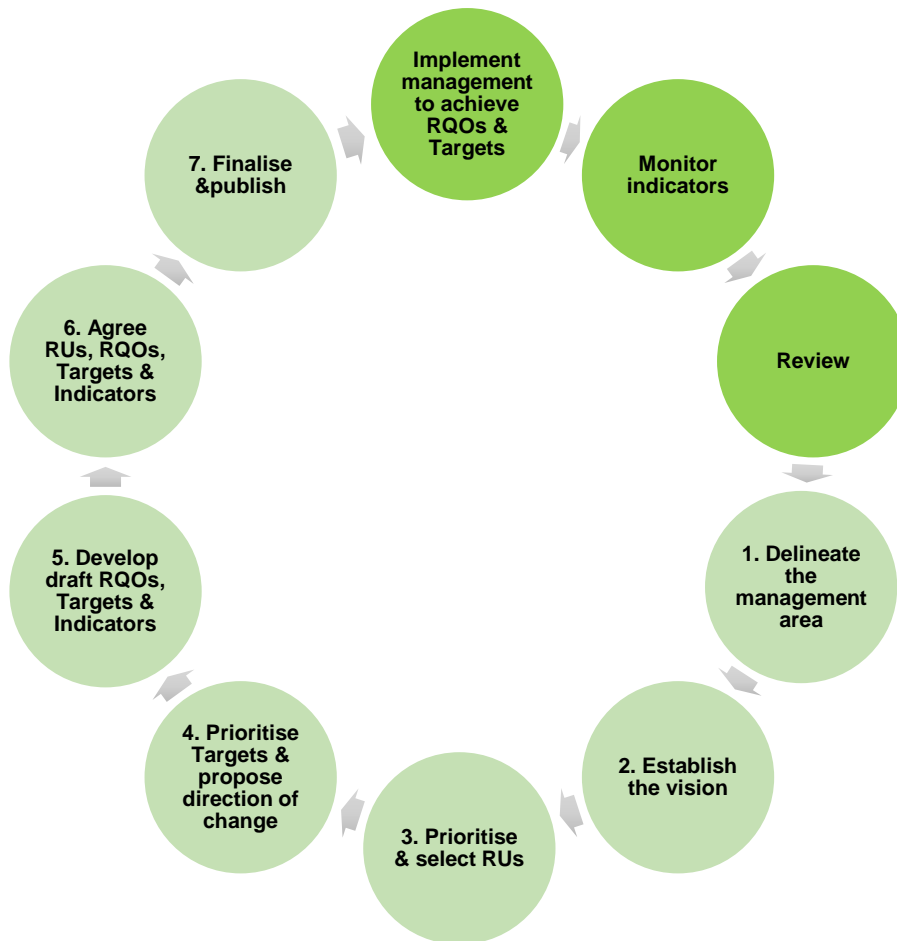 Implement
management
to achieve
RQOs &
Targets
Monitor
indicators
Review
1. Delineate
the
management
area
2. Establish
the vision
3. Prioritise
& select RUs
4. Prioritise
Targets &
propose
direction of
change
5. Develop
draft RQOs,
Targets &
Indicators
6. Agree
RUs, RQOs,
Targets &
Indicators
7. Finalise
&publish